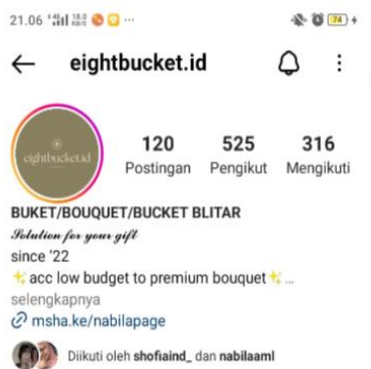 21.06
74
eightbucket.id
eightbucket.id
120 525 316
Postingan Pengikut Mengikuti
BUKET/BOUQUET/BUCKET BLITAR
Solution for your gift
since '22
✨acc low budget to premium bouquet✨...
selengkapnya
msha.ke/nabilapage
Diikuti oleh shofiaind_ dan nabilaaml